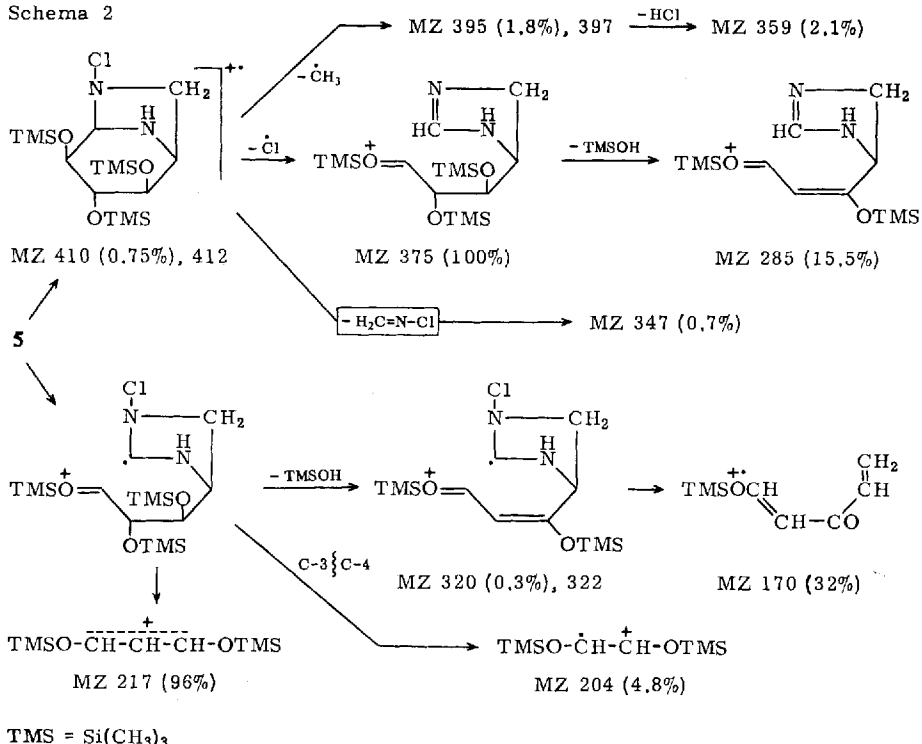 Schema 2
MZ 395 (1.8%), 397
-HCl
MZ 359 (2.1%)
- ĊH3
Cl
N
CH2
+·
H
N
TMSO
TMSO
OTMS
MZ 410 (0.75%), 412
- Ċl
N
CH2
HC
H
N
TMSO+
TMSO
OTMS
MZ 375 (100%)
- TMSOH
N
CH2
HC
H
N
TMSO+
OTMS
MZ 285 (15.5%)
- H2C=N-Cl
MZ 347 (0.7%)
5
Cl
N
CH2
H
N
TMSO+
TMSO
OTMS
- TMSOH
Cl
N
CH2
H
N
TMSO+
OTMS
MZ 320 (0.3%), 322
+·
TMSOCH
CH
CO
CH
CH2
MZ 170 (32%)
C-3 C-4
+
TMSO-CH-CH-CH-OTMS
MZ 217 (96%)
TMSO-ĊH-CH+-OTMS
MZ 204 (4.8%)
TMS = Si(CH3)3